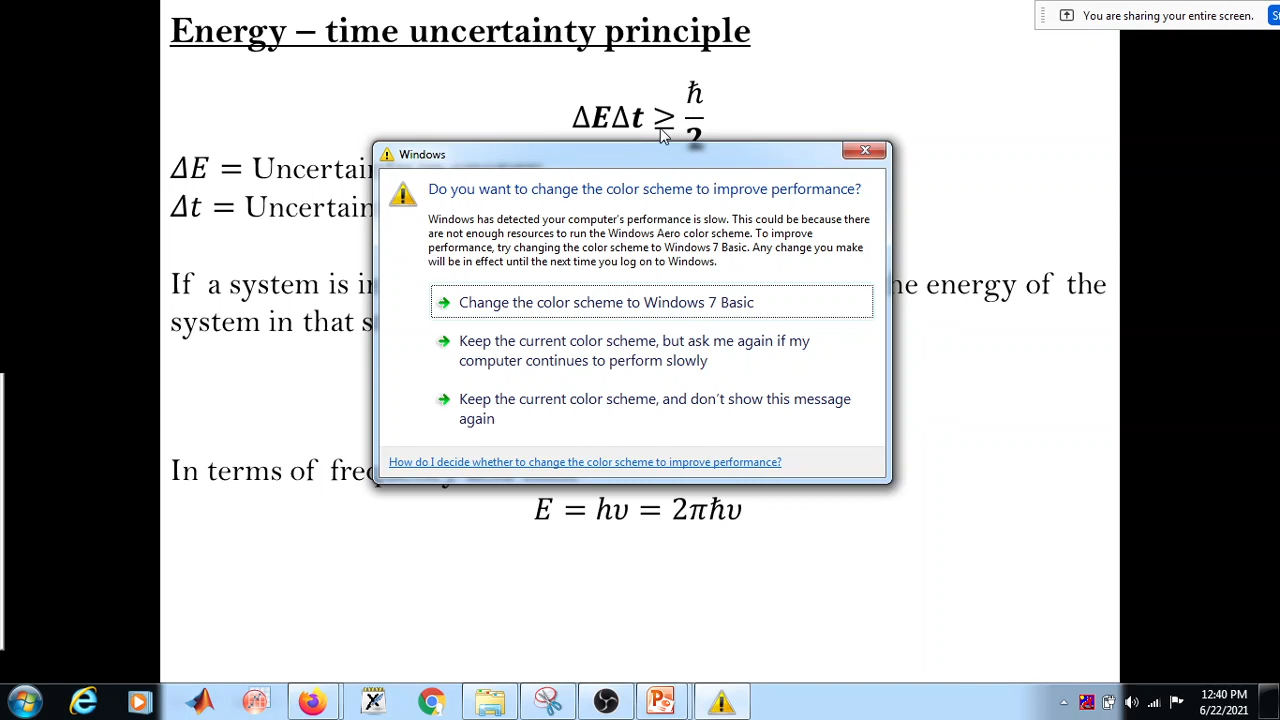 Energy – time uncertainty principle
You are sharing your entire screen.
ΔEΔt ≥ ħ/2
ΔE = Uncertain
Δt = Uncertain
Windows
Do you want to change the color scheme to improve performance?
Windows has detected your computer's performance is slow. This could be because there
are not enough resources to run the Windows Aero color scheme. To improve
performance, try changing the color scheme to Windows 7 Basic. Any change you make
will be in effect until the next time you log on to Windows.
Change the color scheme to Windows 7 Basic
Keep the current color scheme, but ask me again if my
computer continues to perform slowly
Keep the current color scheme, and don't show this message
again
How do I decide whether to change the color scheme to improve performance?
If a system is i he energy of the
system in that s
In terms of fre
E = hυ = 2πħυ
12:40 PM
6/22/2021